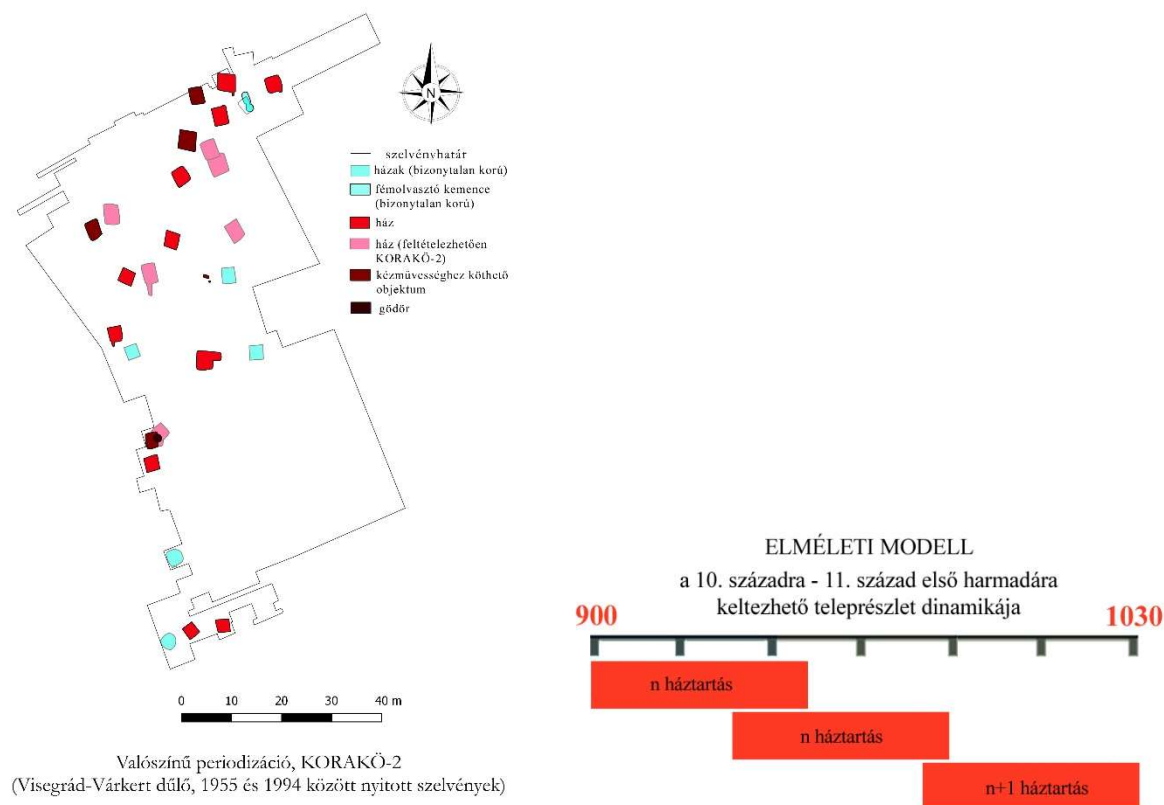 N
szelvényhatár
házak (bizonytalan korú)
fémolvasztó kemence
(bizonytalan korú)
ház
ház (feltételezhetően
KORAKÖ-2)
kézművességhez köthető
objektum
gödör
0 10 20 30 40 m
Valószínű periodizáció, KORAKÖ-2
(Visegrád-Várkert dűlő, 1955 és 1994 között nyitott szelvények)
ELMÉLETI MODELL
a 10. századra - 11. század első harmadára
keltezhető teleprészlet dinamikája
900 1030
n háztartás
n háztartás
n+1 háztartás